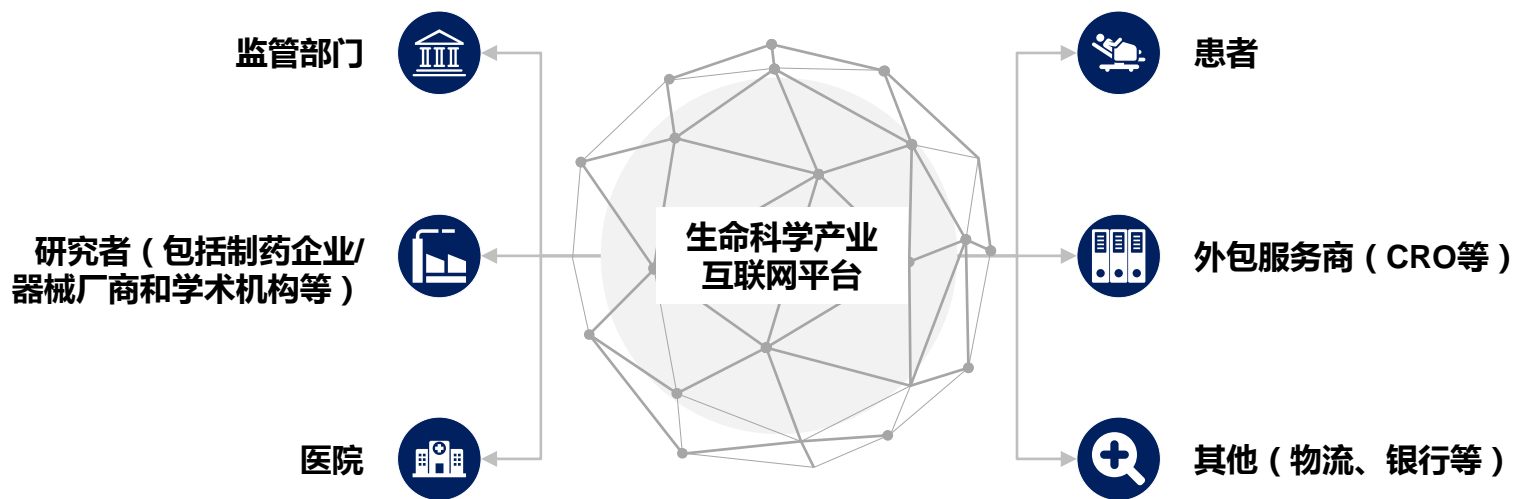 监管部门
患者
研究者（包括制药企业/
器械厂商和学术机构等）
生命科学产业
互联网平台
外包服务商（CRO等）
医院
其他（物流、银行等）